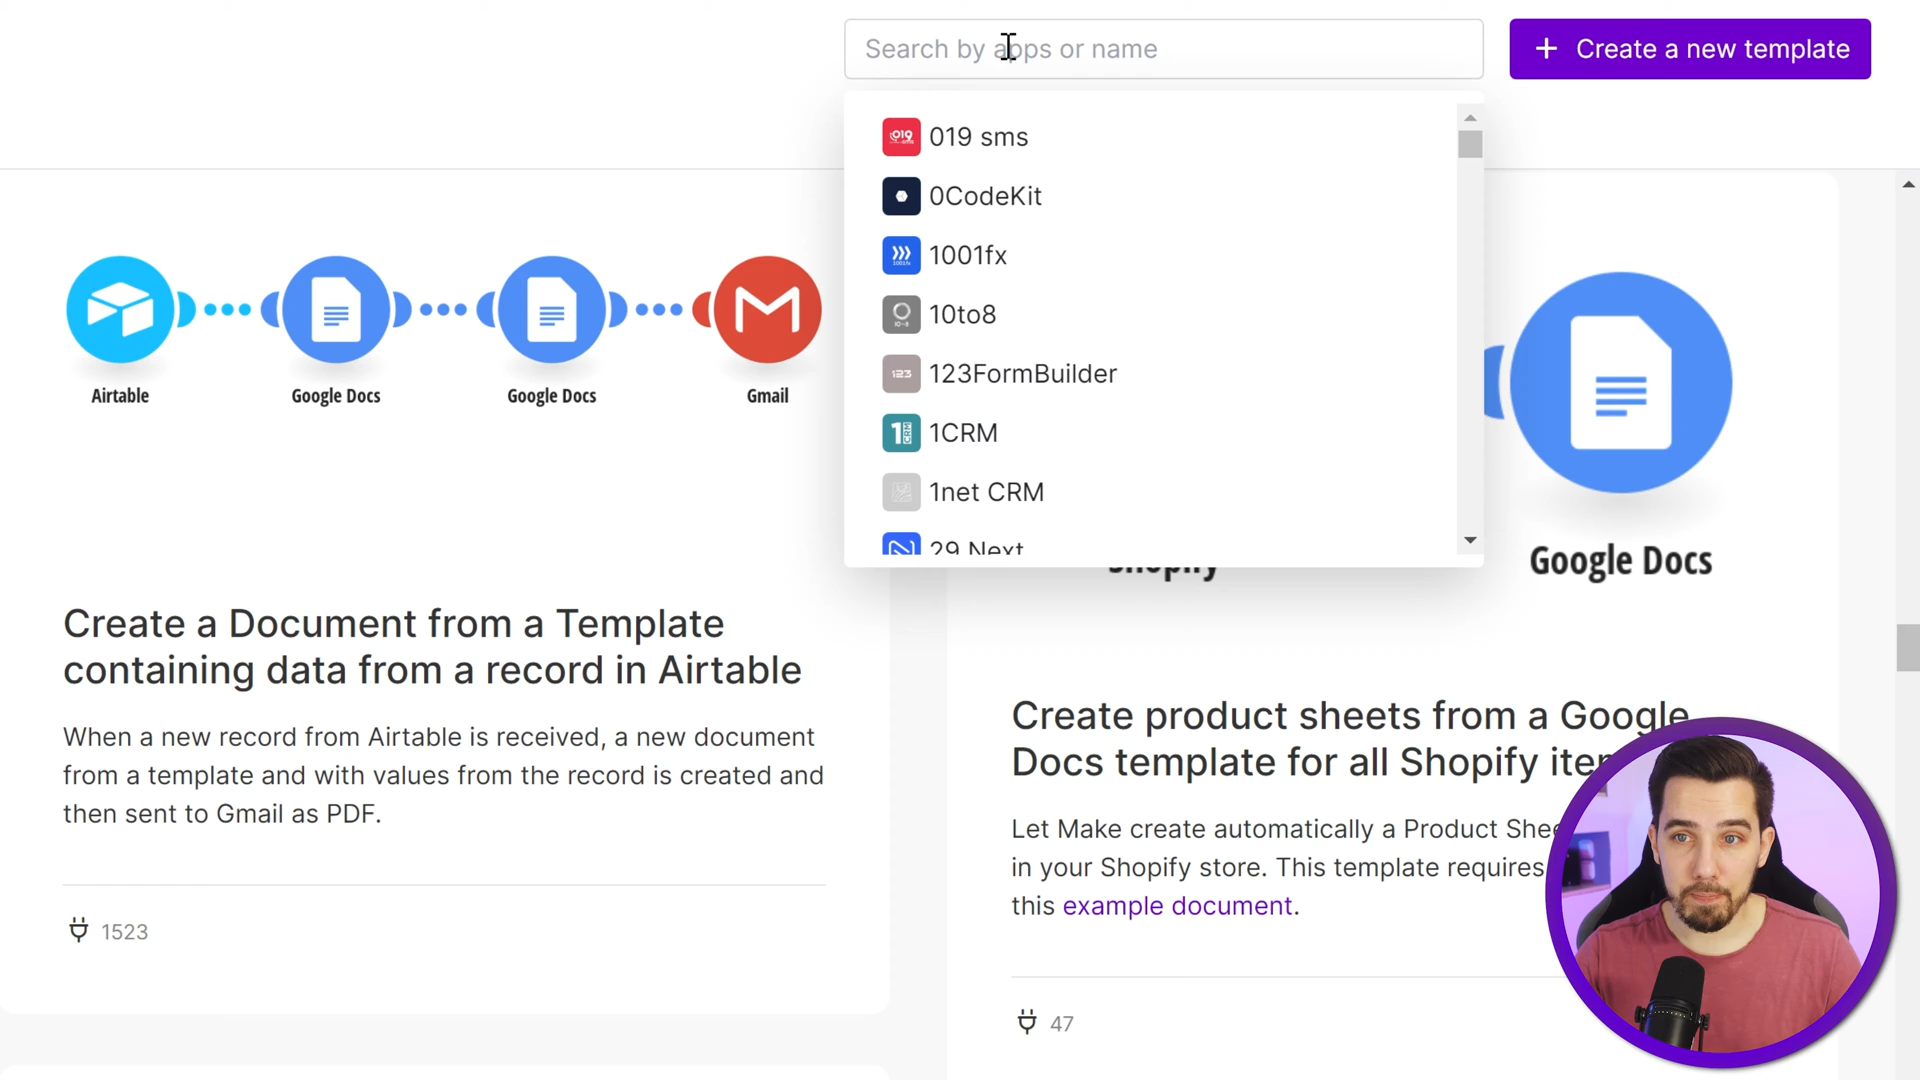 Search by apps or name
+ Create a new template
019 sms
0CodeKit
1001fx
10to8
123FormBuilder
1CRM
1net CRM
29 Next
Airtable
Google Docs
Google Docs
Gmail
Shopify
Google Docs
Create a Document from a Template
containing data from a record in Airtable
When a new record from Airtable is received, a new document
from a template and with values from the record is created and
then sent to Gmail as PDF.
1523
Create product sheets from a Google
Docs template for all Shopify
Let Make create automatically a Product
in your Shopify store. This template requires
this example document.
47